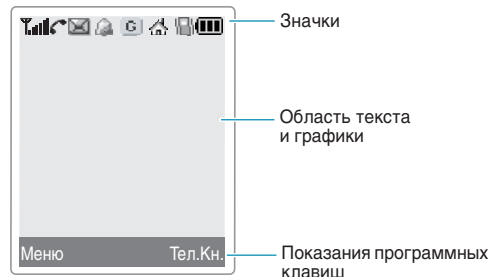 G
Значки
Область текста
и графики
Меню
Тел.Кн.
Показания программных
клавиш